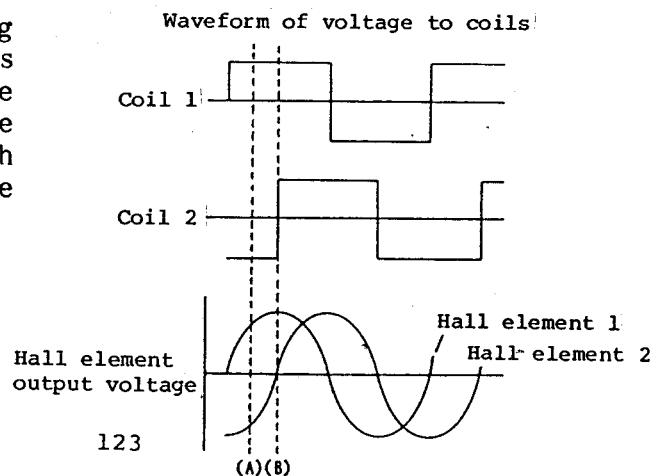 Waveform of voltage to coils
g
s
e
e
h
e
Coil 1
Coil 2
Hall element 1
Hall element 2
Hall element
output voltage
123
(A)(B)